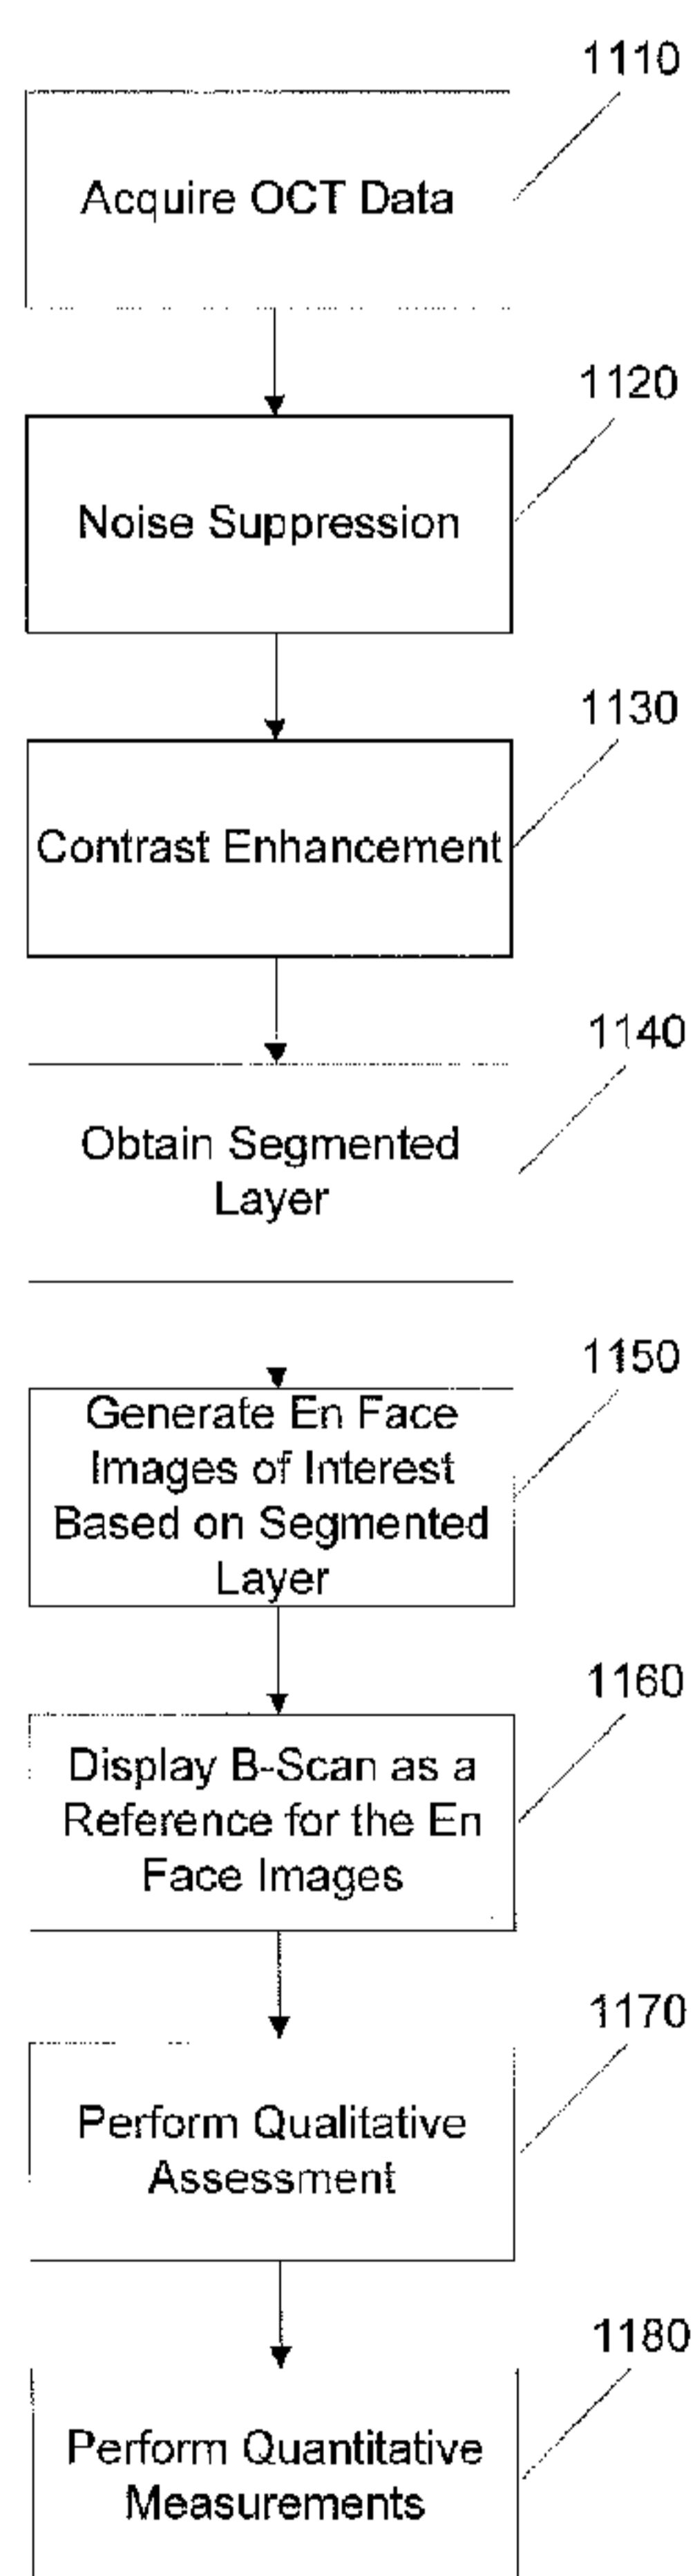 1110
Acquire OCT Data
1120
Noise Suppression
1130
Contrast Enhancement
1140
Obtain Segmented
Layer
1150
Generate En Face
Images of Interest
Based on Segmented
Layer
1160
Display B-Scan as a
Reference for the En
Face Images
1170
Perform Qualitative
Assessment
1180
Perform Quantitative
Measurements